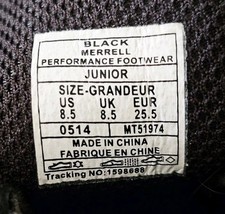 BLACK
MERRELL
PERFORMANCE FOOTWEAR
JUNIOR
SIZE-GRANDEUR
US UK EUR
8.5 8.5 25.5
0514 MT51974
MADE IN CHINA
FABRIQUE EN CHINE
Tracking NO:1598688